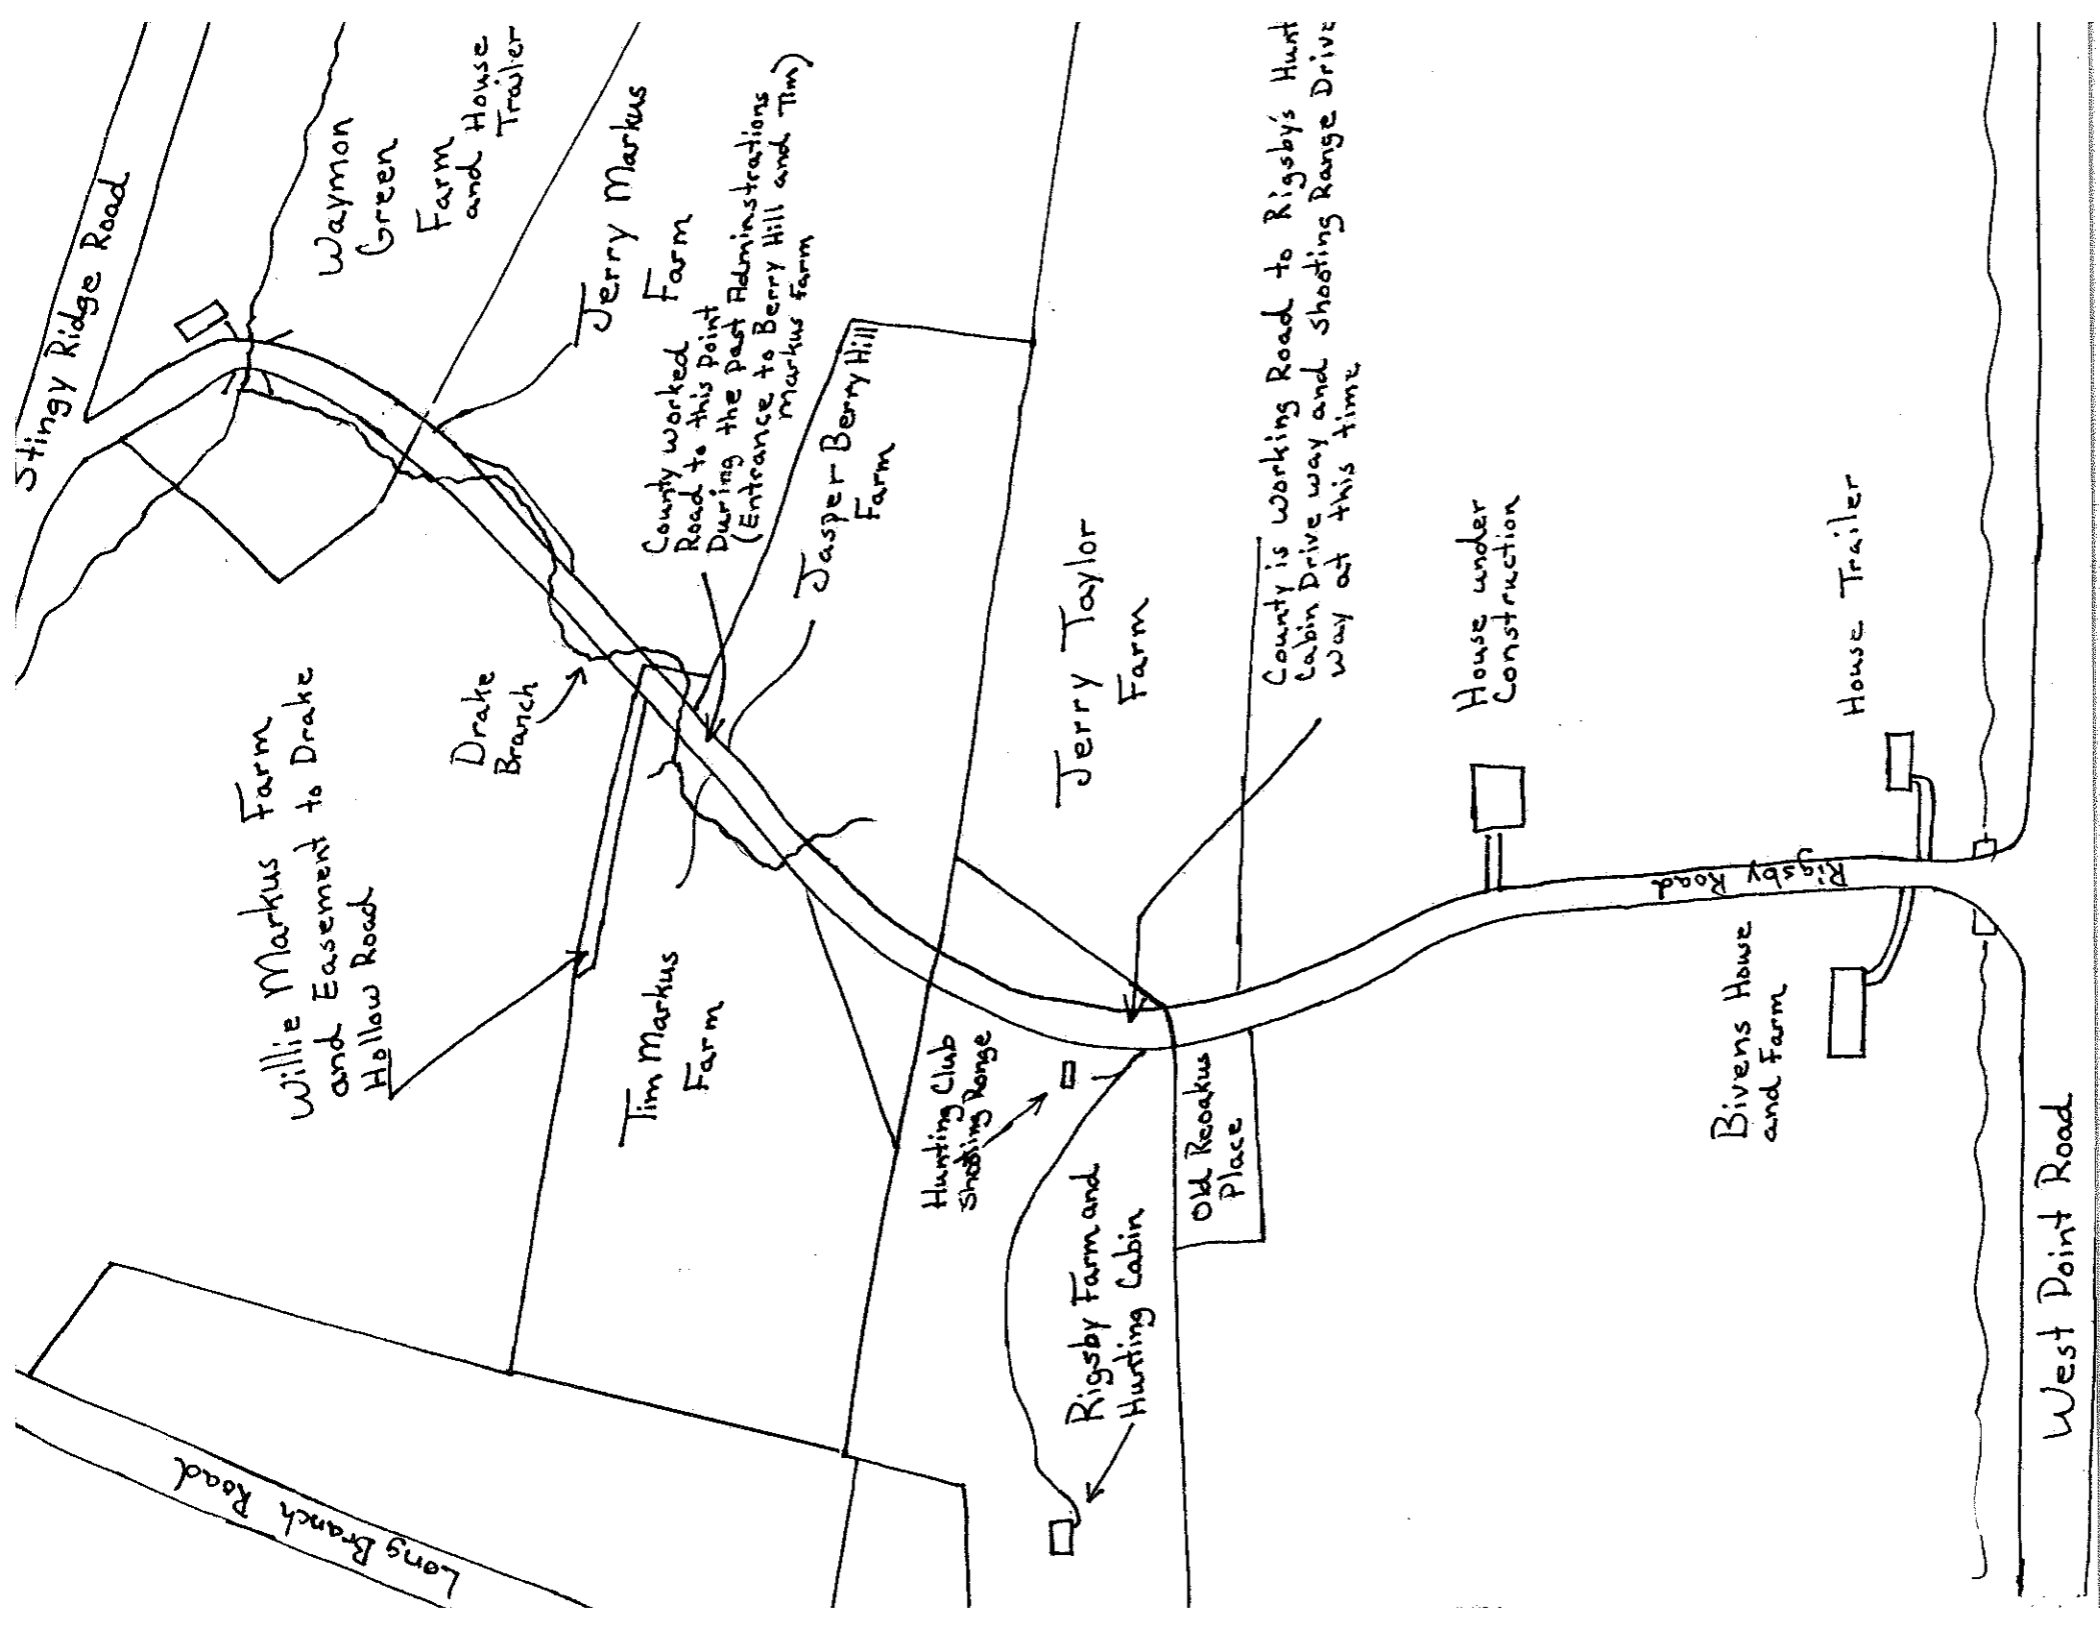 Stingy Ridge Road
Waymon
Green
Farm
and House
Trailer
Jerry Markus
Farm
County worked
Road to this point
During the past Adminstrations
(Entrance to Berry Hill and Tim)
Markus Farm
Jasper Berry Hill
Farm
Willie Markus Farm
and Easement to Drake
Hollow Road
Drake
Branch
Tim Markus
Farm
Jerry Taylor
Farm
County is working Road to Rigsby's Hunt
Cabin Drive way and Shooting Range Drive
way at this time
Hunting Club
Shooting Range
Rigsby Farm and
Hunting Cabin
Old
Place
House under
Construction
House Trailer
Rigsby
Road
Bivens House
and Farm
West Point Road
Long Branch Road